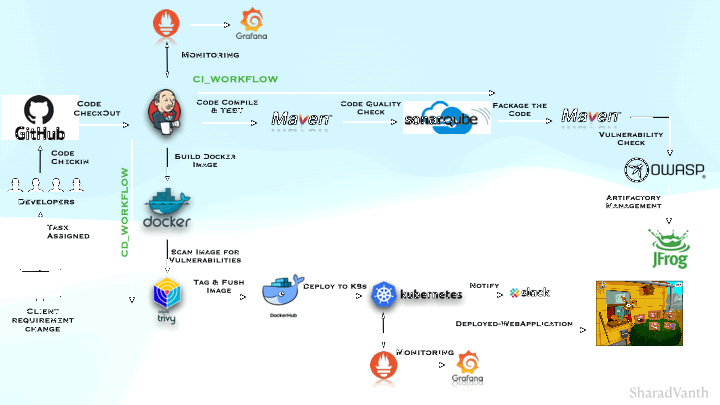 Grafana
Monitoring
CI_WORKFLOW
Code
CheckOut
GitHub
Code Compile
& TEST
Maven
Code Quality
Check
sonarqube
Package the
Code
Maven
Vulnerability
Check
OWASP
Code
Checkin
Build Docker
Image
Developers
docker
Artifactory
Management
CD_WORKFLOW
Task
Assigned
JFrog
Scan Image for
Vulnerabilities
Tag & Push
Image
Deploy to K9s
kubernetes
Notify
slack
trivy
DockerHub
Client
requirement
change
Deployed-WebApplication
Monitoring
Grafana
SharadVanth